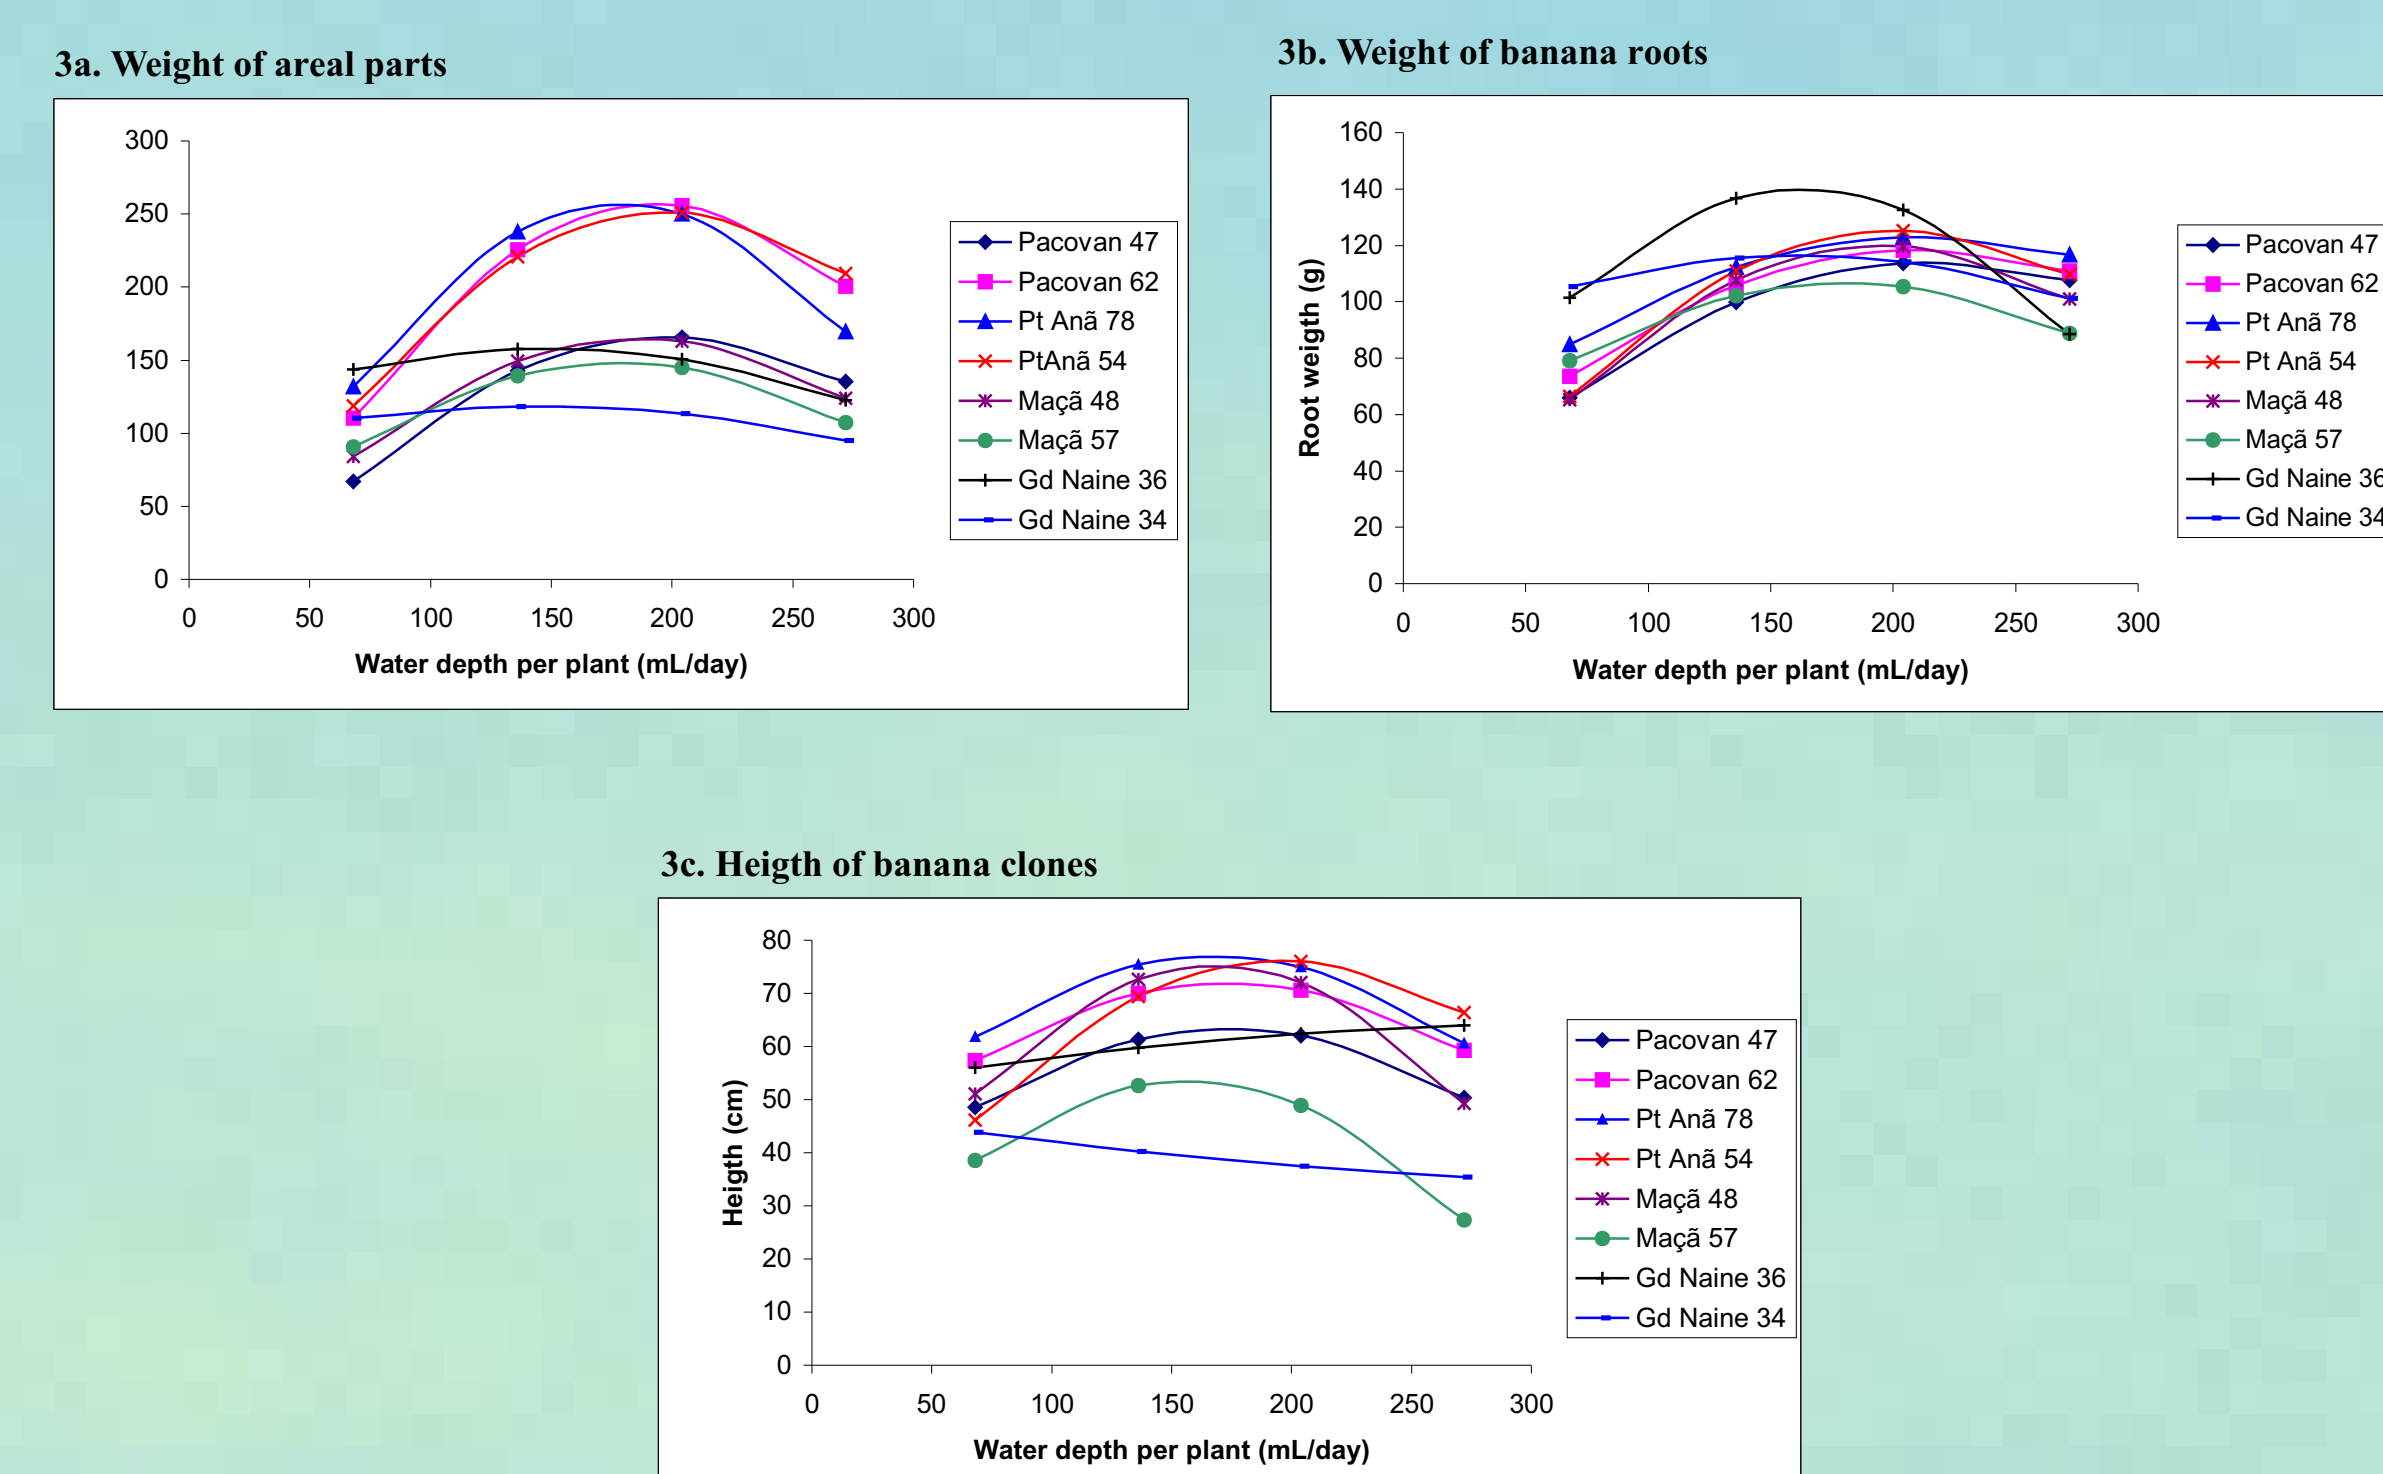 3a. Weight of areal parts
300
250
200
150
100
50
0
0 50 100 150 200 250 300
Water depth per plant (mL/day)
Pacovan 47
Pacovan 62
Pt Anã 78
PtAnã 54
Maçã 48
Maçã 57
Gd Naine 36
Gd Naine 34
3b. Weight of banana roots
Root weigth (g)
160
140
120
100
80
60
40
20
0
0 50 100 150 200 250 300
Water depth per plant (mL/day)
Pacovan 47
Pacovan 62
Pt Anã 78
Pt Anã 54
Maçã 48
Maçã 57
Gd Naine 36
Gd Naine 34
3c. Heigth of banana clones
Heigth (cm)
80
70
60
50
40
30
20
10
0
0 50 100 150 200 250 300
Water depth per plant (mL/day)
Pacovan 47
Pacovan 62
Pt Anã 78
Pt Anã 54
Maçã 48
Maçã 57
Gd Naine 36
Gd Naine 34